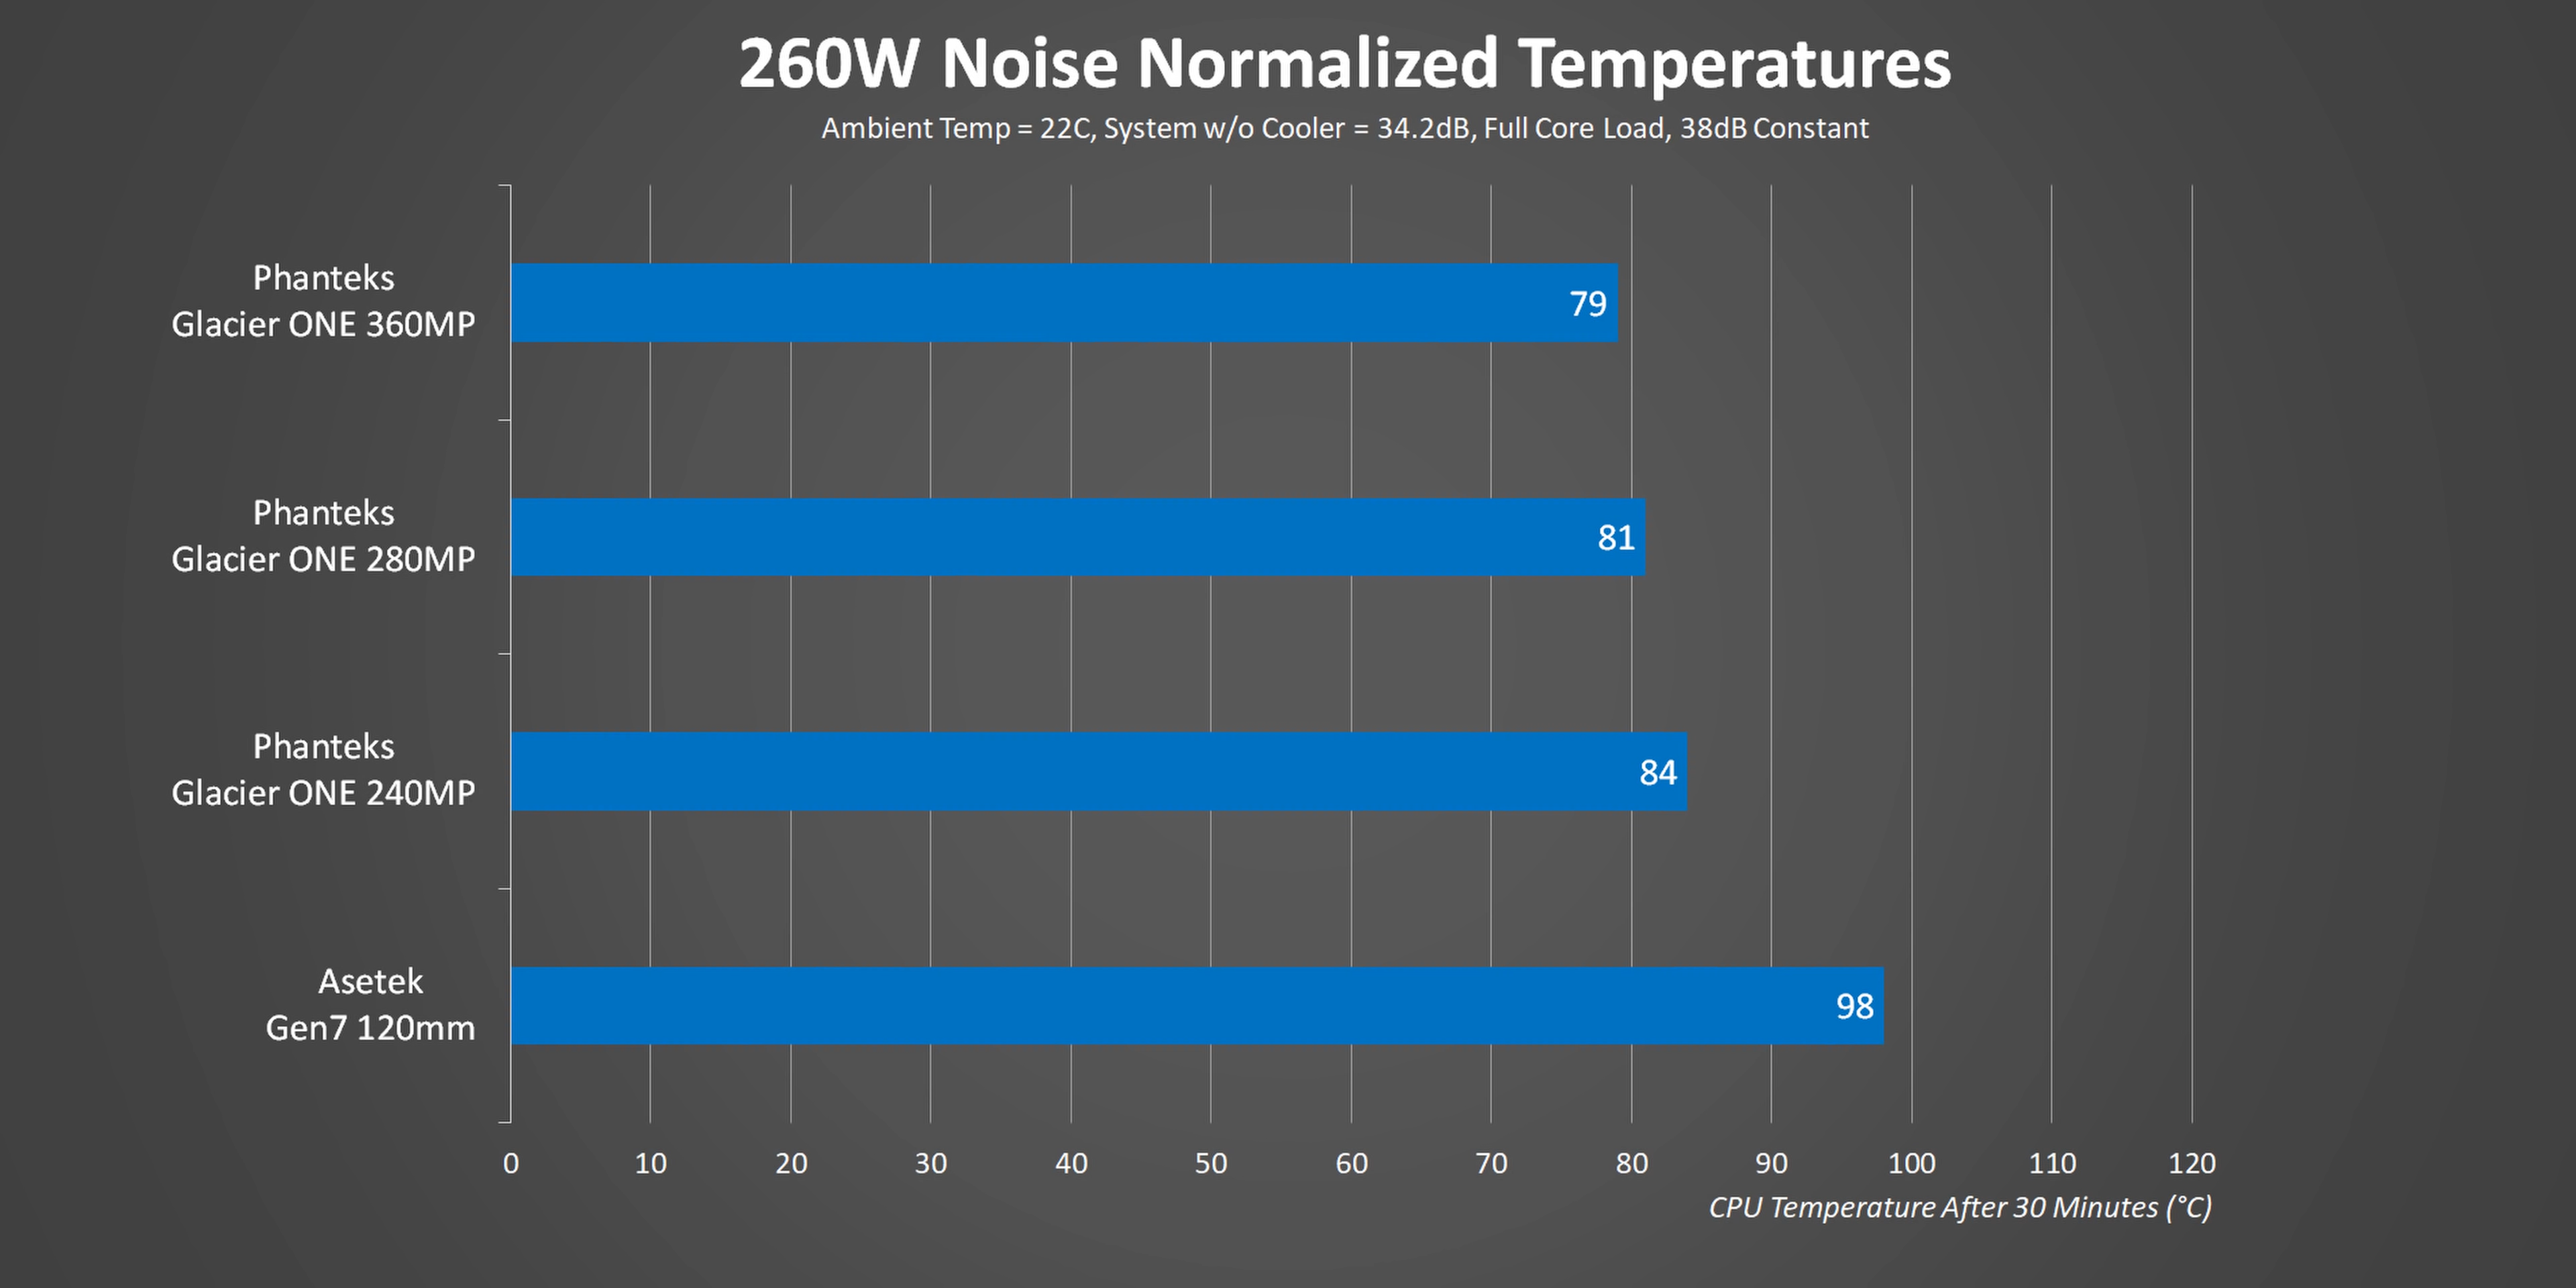 260W Noise Normalized Temperatures
Ambient Temp = 22C, System w/o Cooler = 34.2dB, Full Core Load, 38dB Constant
Phanteks
Glacier ONE 360MP
79
Phanteks
Glacier ONE 280MP
81
Phanteks
Glacier ONE 240MP
84
Asetek
Gen7 120mm
98
0 10 20 30 40 50 60 70 80 90 100 110 120
CPU Temperature After 30 Minutes (°C)